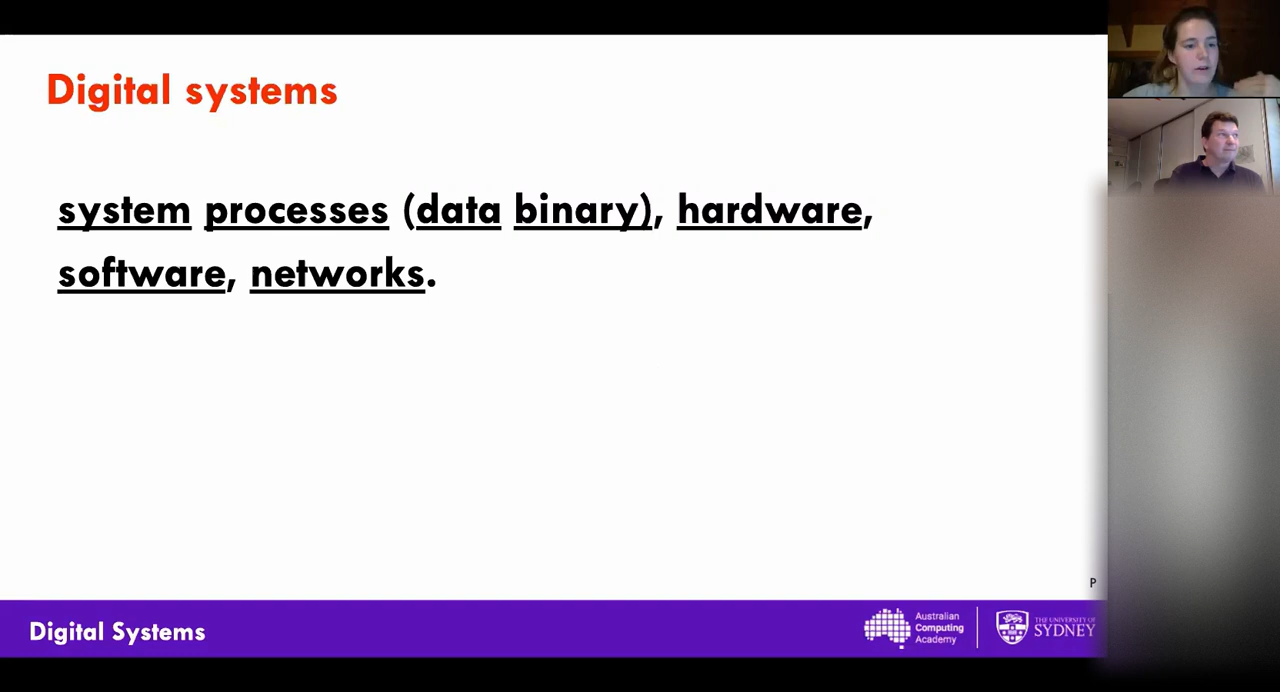 Digital systems
system processes (data binary), hardware,
software, networks.
P
Digital Systems
Australian
Computing
Academy
THE UNIVERSITY OF
SYDNEY